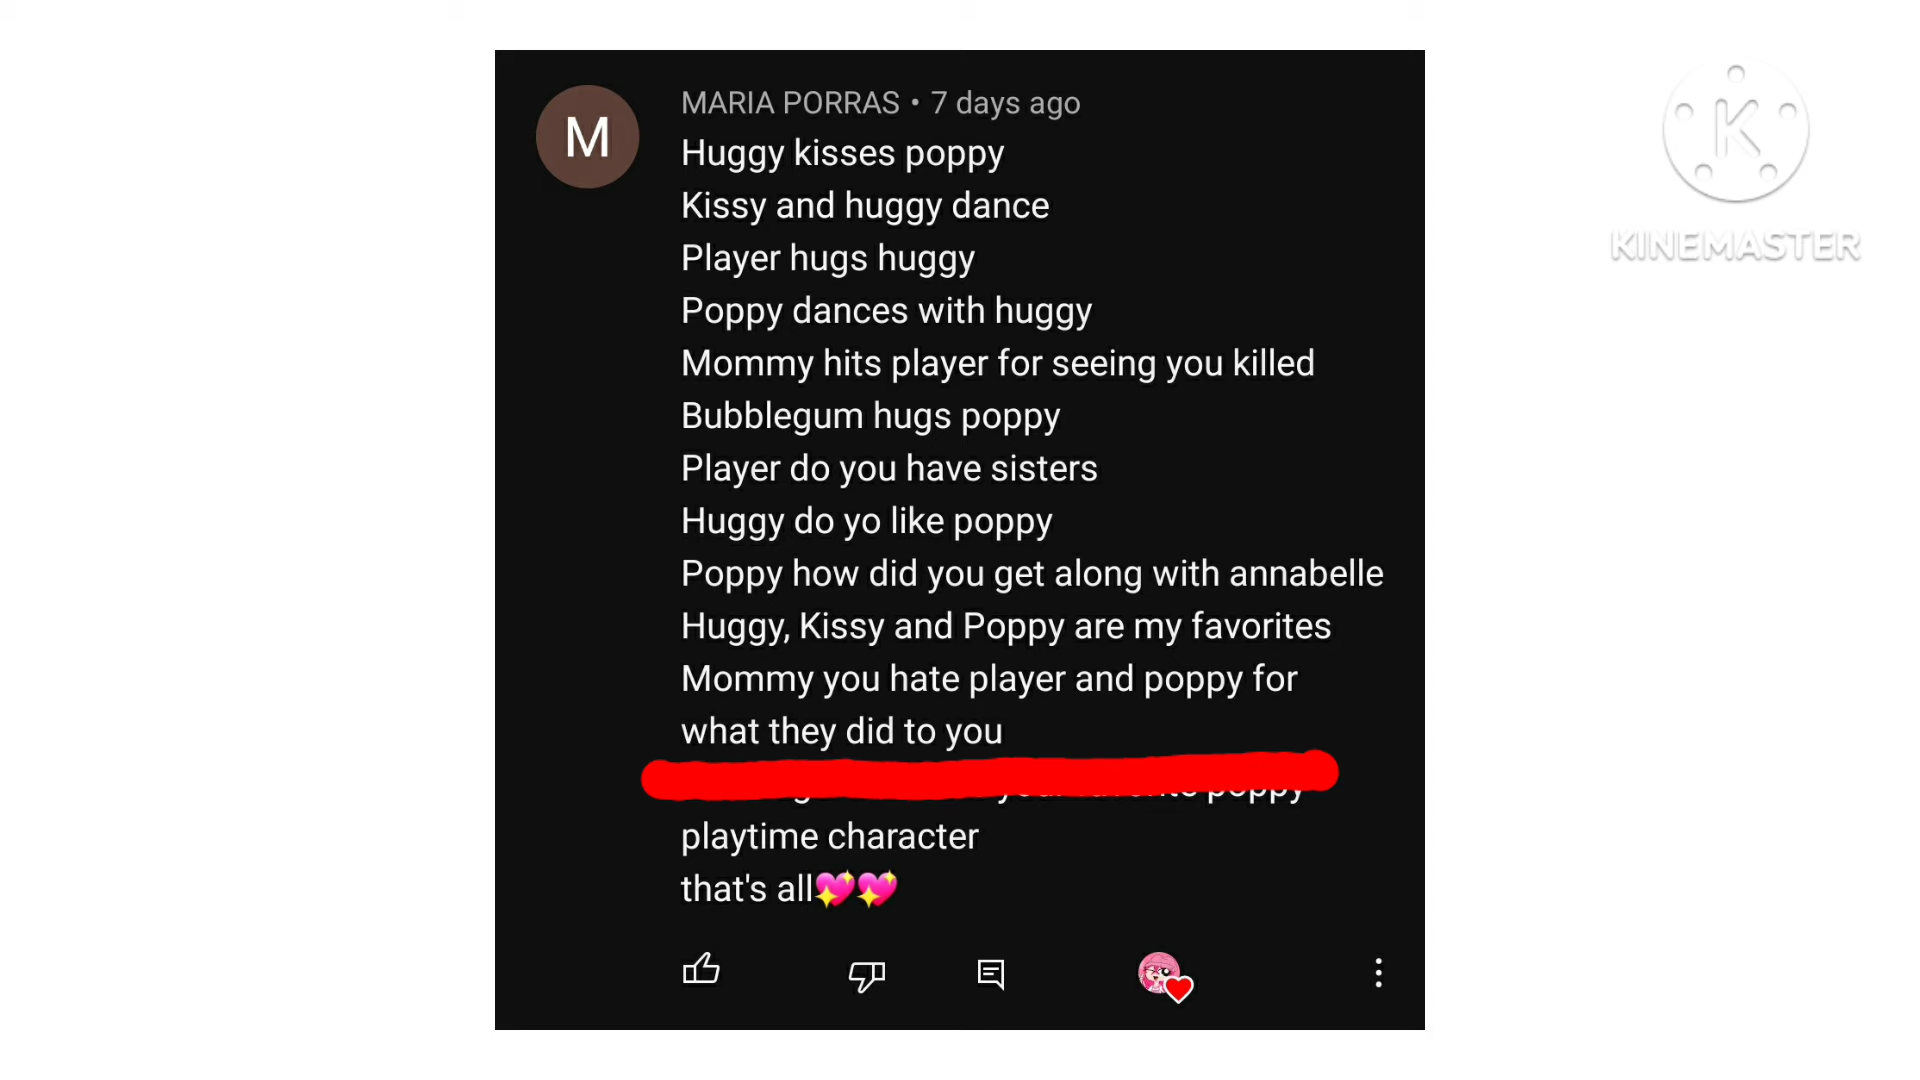 M
MARIA PORRAS • 7 days ago
Huggy kisses poppy
Kissy and huggy dance
Player hugs huggy
Poppy dances with huggy
Mommy hits player for seeing you killed
Bubblegum hugs poppy
Player do you have sisters
Huggy do yo like poppy
Poppy how did you get along with annabelle
Huggy, Kissy and Poppy are my favorites
Mommy you hate player and poppy for
what they did to you
your favorite poppy
playtime character
that's all💖💖
K
KINEMASTER